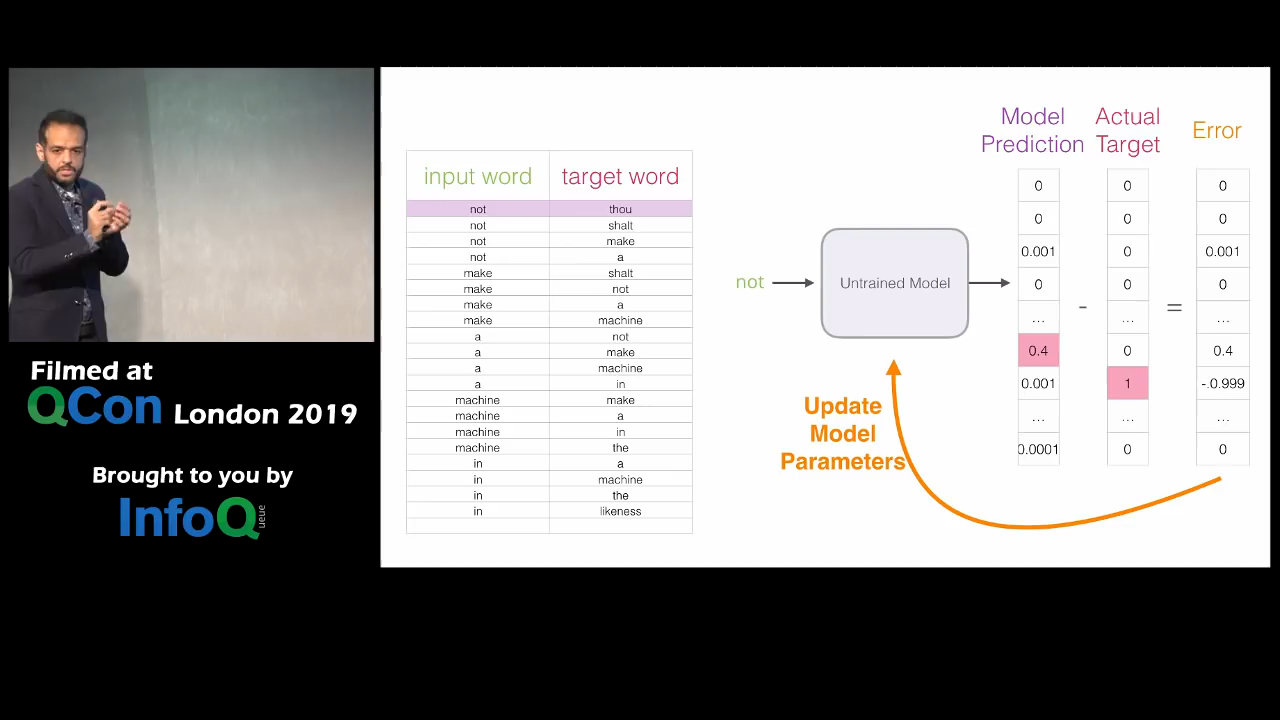 Filmed at
QCon London 2019
Brought to you by
InfoQ
ueue
input word target word
not thou
not shalt
not make
not a
make shalt
make not
make a
make machine
a not
a make
a machine
a in
machine make
machine a
machine in
machine the
in a
in machine
in the
in likeness
not
Untrained Model
Update
Model
Parameters
Model
Prediction
Actual
Target
Error
0 0 0
0 0 0
0.001 0 0.001
0 0 0
- =
... ... ...
0.4 0 0.4
0.001 1 -.0.999
... ... ...
0.0001 0 0